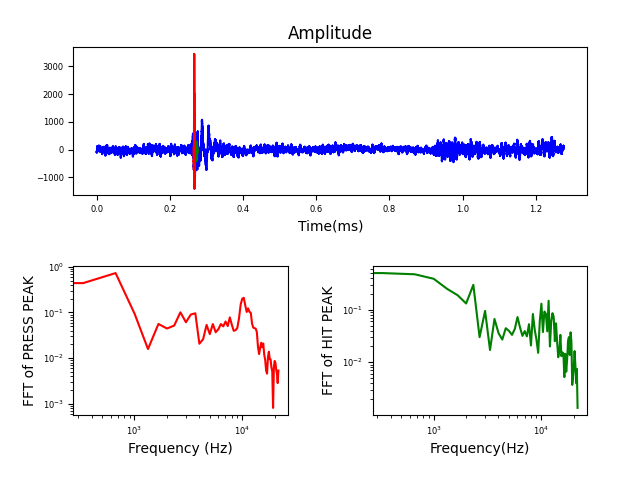 Amplitude
3000
2000
1000
0
−1000
0.0 0.2 0.4 0.6 0.8 1.0 1.2
Time(ms)
FFT of PRESS PEAK
10⁰
10⁻¹
10⁻²
10⁻³
10³ 10⁴
Frequency (Hz)
FFT of HIT PEAK
10⁻¹
10⁻²
10³ 10⁴
Frequency(Hz)